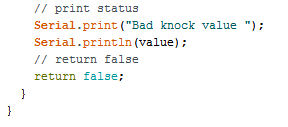 // print status
Serial.print("Bad knock value ");
Serial.println(value);
// return false
return false;
}
}